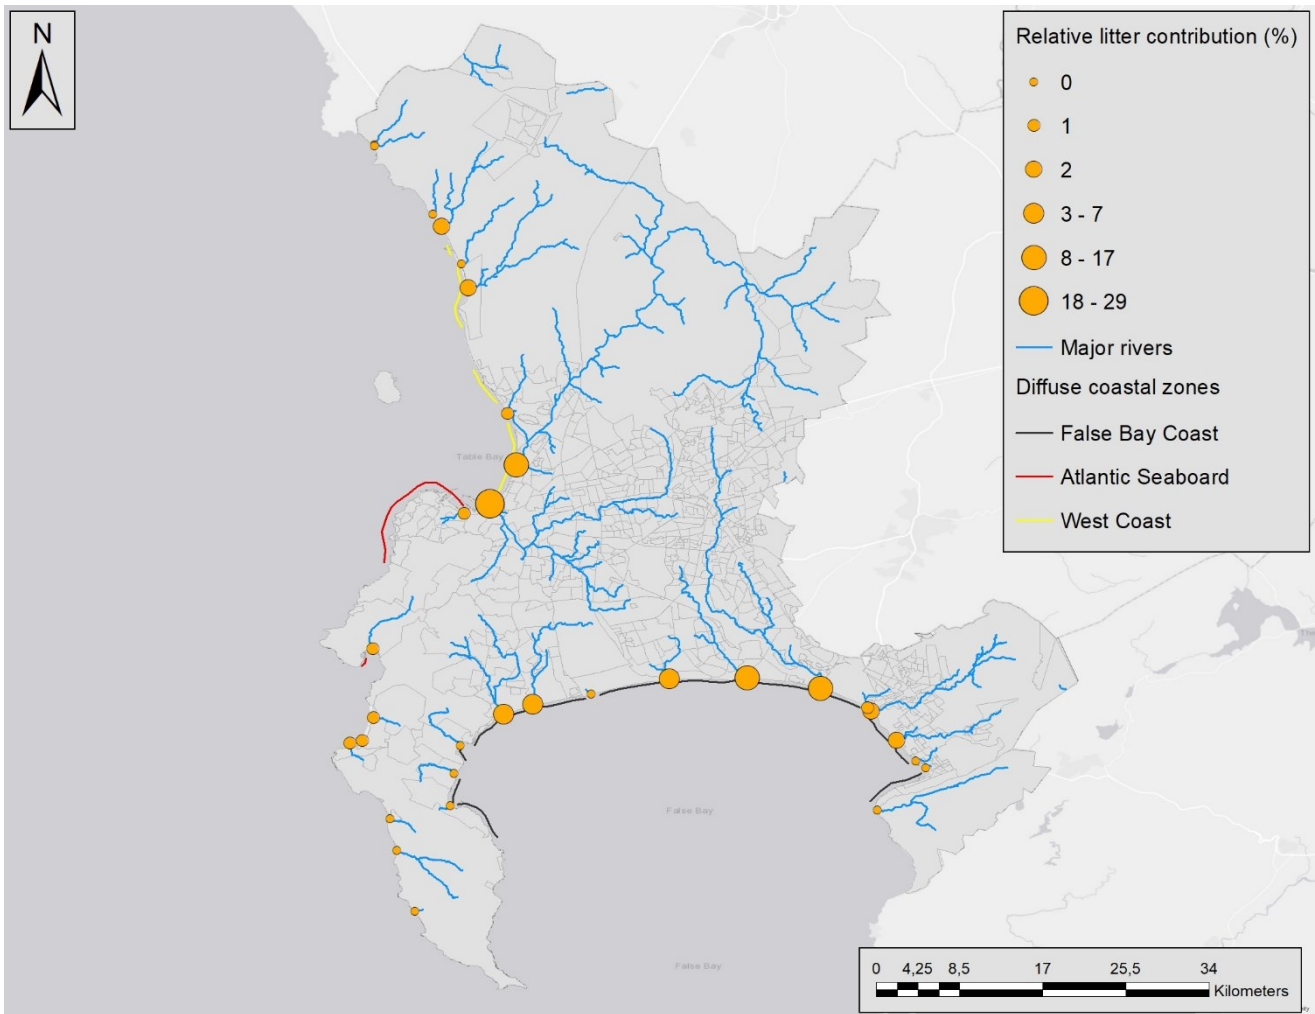 N
Relative litter contribution (%)
0
1
2
3 - 7
8 - 17
18 - 29
Major rivers
Diffuse coastal zones
False Bay Coast
Atlantic Seaboard
West Coast
Table Bay
False Bay
False Bay
0 4,25 8,5 17 25,5 34
Kilometers